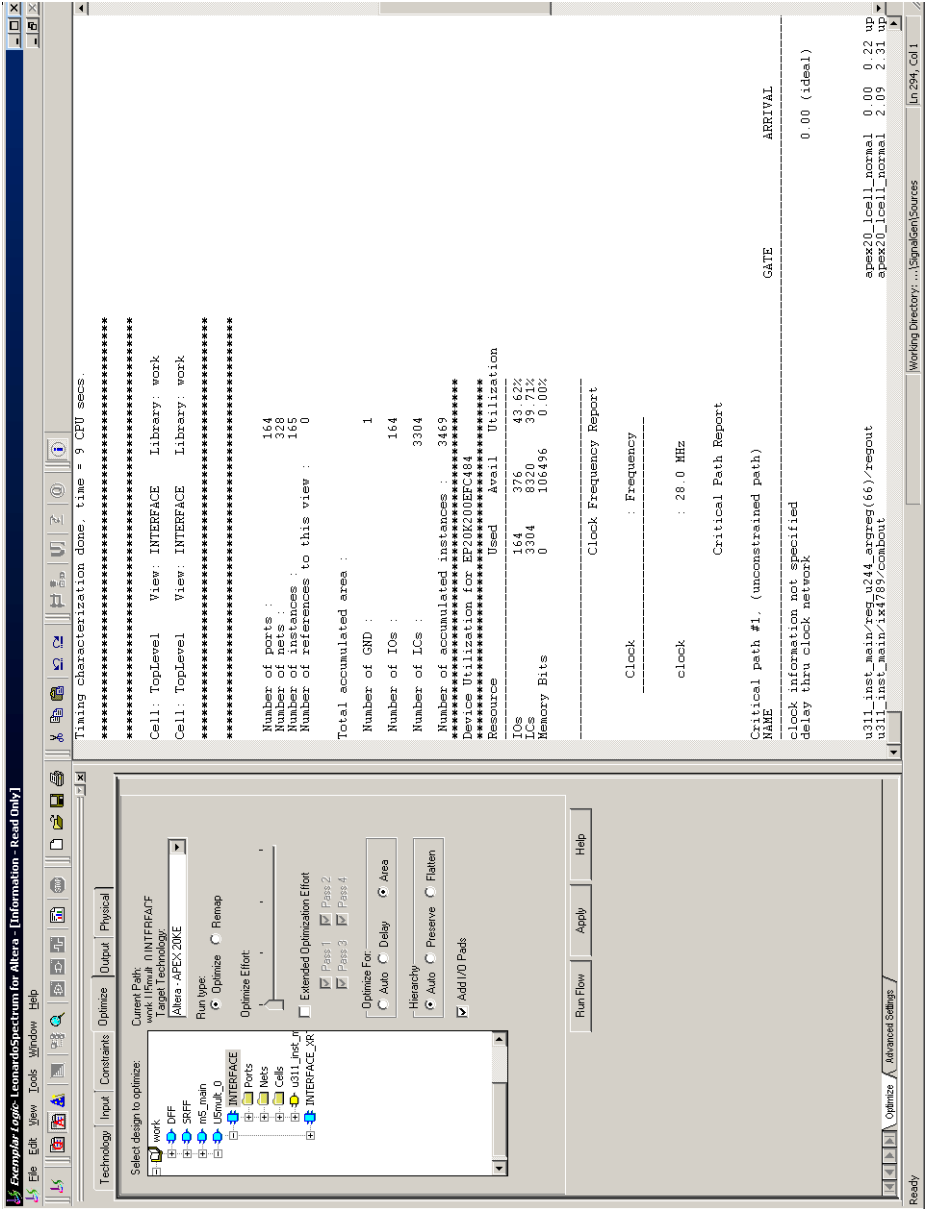 Exemplar Logic - LeonardoSpectrum for Altera - [Information - Read Only]
File Edit View Tools Window Help
Technology Input Constraints Optimize Output Physical
Select design to optimize:
work
DFF
SRFF
m5_main
U5mult_0
INTERFACE
Ports
Nets
Cells
u311_inst_m
INTERFACE_XR
Current Path:
work.U5mult_0.INTERFACE
Target Technology:
Altera - APEX 20KE
Run type:
Optimize Remap
Optimize Effort:
Extended Optimization Effort
Pass 1 Pass 2
Pass 3 Pass 4
Optimize For:
Auto Delay Area
Hierarchy
Auto Preserve Flatten
Add I/O Pads
Run Flow Apply Help
Optimize Advanced Settings
Timing characterization done, time = 9 CPU secs.
*******************************************************
*******************************************************
Cell: TopLevel View: INTERFACE Library: work
Cell: TopLevel View: INTERFACE Library: work
*******************************************************
*******************************************************
Number of ports : 164
Number of nets : 328
Number of instances : 165
Number of references to this view : 0
Total accumulated area :
Number of GND : 1
Number of IOs : 164
Number of LCs : 3304
Number of accumulated instances : 3469
***********************************************
Device Utilization for EP20K200EFC484
***********************************************
Resource Used Avail Utilization
-----------------------------------------------
IOs 164 376 43.62%
LCs 3304 8320 39.71%
Memory Bits 0 106496 0.00%
-----------------------------------------------
Clock Frequency Report
Clock : Frequency
------------------------------------
clock : 28.0 MHz
Critical Path Report
Critical path #1, (unconstrained path)
NAME GATE ARRIVAL
--------------------------------------------------------------------------------
clock information not specified
delay thru clock network 0.00 (ideal)
u311_inst_main/reg_u244_argreg(66)/regout apex20_lcell_normal 0.00 0.22 up
u311_inst_main/ix4789/combout apex20_lcell_normal 2.09 2.31 up
Ready
Working Directory: ...\SignalGen\Sources
Ln 294, Col 1